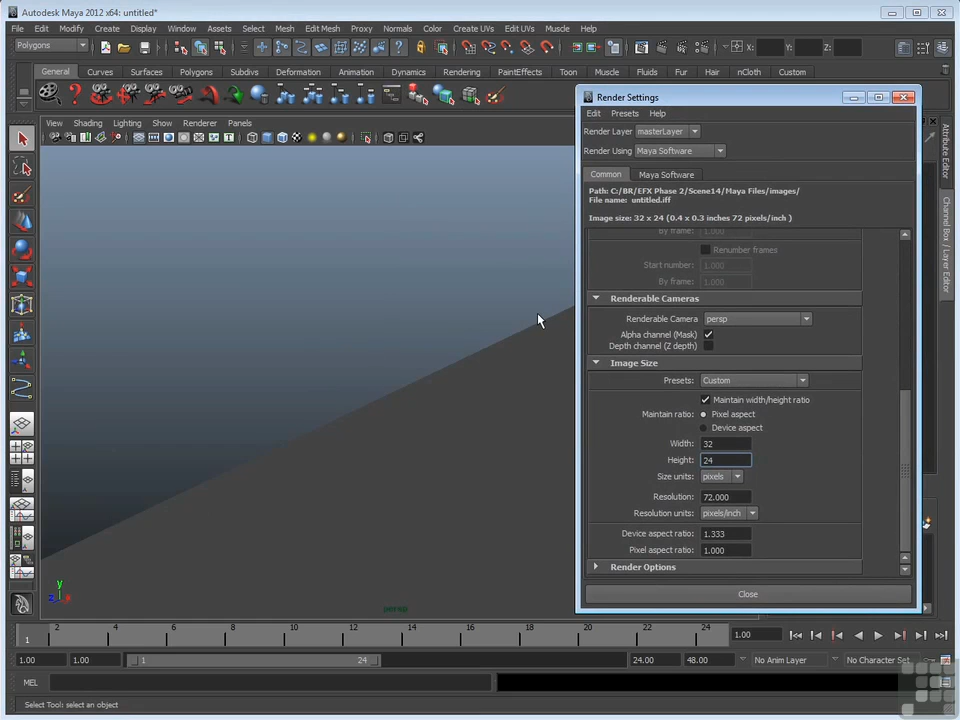 Autodesk Maya 2012 x64: untitled*
File Edit Modify Create Display Window Assets Select Mesh Edit Mesh Proxy Normals Color Create UVs Edit UVs Muscle Help
Polygons X: Y: Z:
General Curves Surfaces Polygons Subdivs Deformation Animation Dynamics Rendering PaintEffects Toon Muscle Fluids Fur Hair nCloth Custom
View Shading Lighting Show Renderer Panels
Render Settings
Edit Presets Help
Render Layer masterLayer
Render Using Maya Software
Common Maya Software
Path: C:/BR/EFX Phase 2/Scene14/Maya Files/images/
File name: untitled.iff
Image size: 32 x 24 (0.4 x 0.3 inches 72 pixels/inch )
By frame: 1.000
Renumber frames
Start number: 1.000
By frame: 1.000
Renderable Cameras
Renderable Camera persp
Alpha channel (Mask)
Depth channel (Z depth)
Image Size
Presets: Custom
Maintain width/height ratio
Maintain ratio: Pixel aspect
Device aspect
Width: 32
Height: 24
Size units: pixels
Resolution: 72.000
Resolution units: pixels/inch
Device aspect ratio: 1.333
Pixel aspect ratio: 1.000
Render Options
Close
Attribute Editor
Channel Box / Layer Editor
y
z x
persp
1 2 4 6 8 10 12 14 16 18 20 22 24 1.00
1.00 1.00 1 24 24.00 48.00 No Anim Layer No Character Set
MEL
Select Tool: select an object